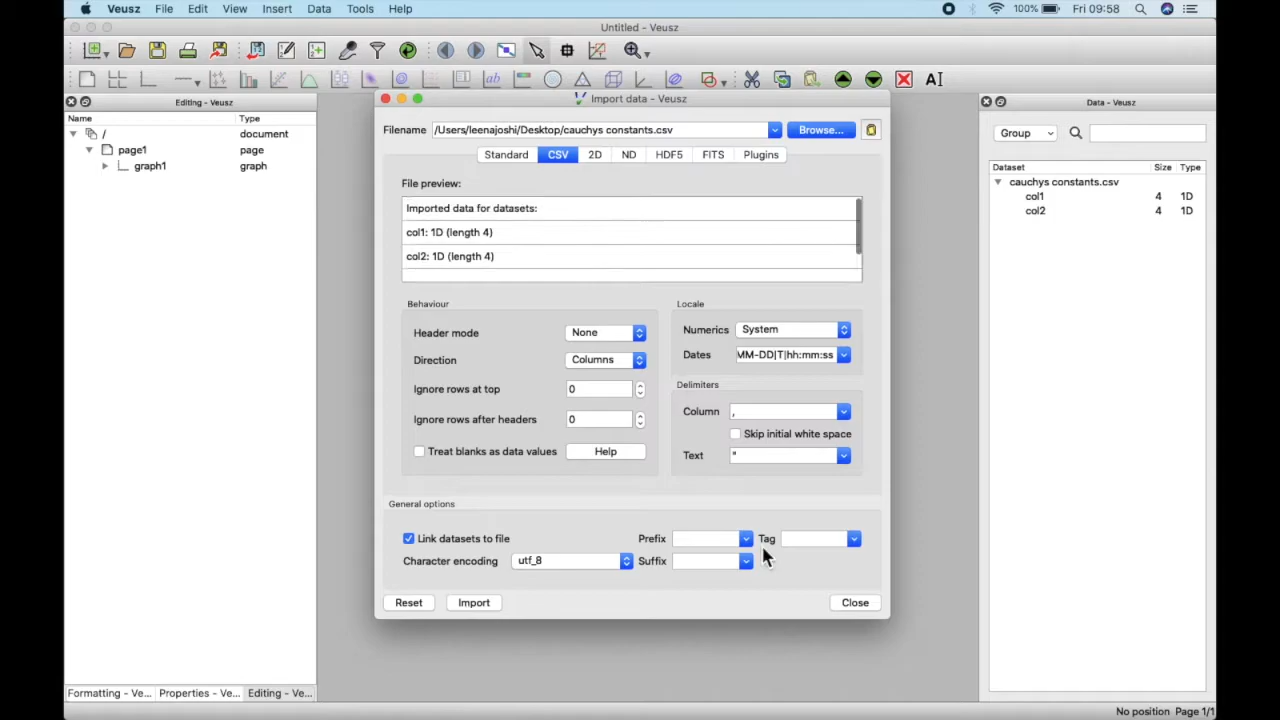 Veusz File Edit View Insert Data Tools Help 100% Fri 09:58
Untitled - Veusz
ab AI
Editing - Veusz
Name Type
/ document
page1 page
graph1 graph
Import data - Veusz
Filename /Users/leenajoshi/Desktop/cauchys constants.csv Browse...
Standard CSV 2D ND HDF5 FITS Plugins
File preview:
Imported data for datasets:
col1: 1D (length 4)
col2: 1D (length 4)
Behaviour
Header mode None
Direction Columns
Ignore rows at top 0
Ignore rows after headers 0
Treat blanks as data values Help
Locale
Numerics System
Dates MM-DD|T|hh:mm:ss
Delimiters
Column ,
Skip initial white space
Text "
General options
Link datasets to file Prefix Tag
Character encoding utf_8 Suffix
Reset Import Close
Data - Veusz
Group
Dataset Size Type
cauchys constants.csv
col1 4 1D
col2 4 1D
Formatting - Ve... Properties - Ve... Editing - Ve...
No position Page 1/1